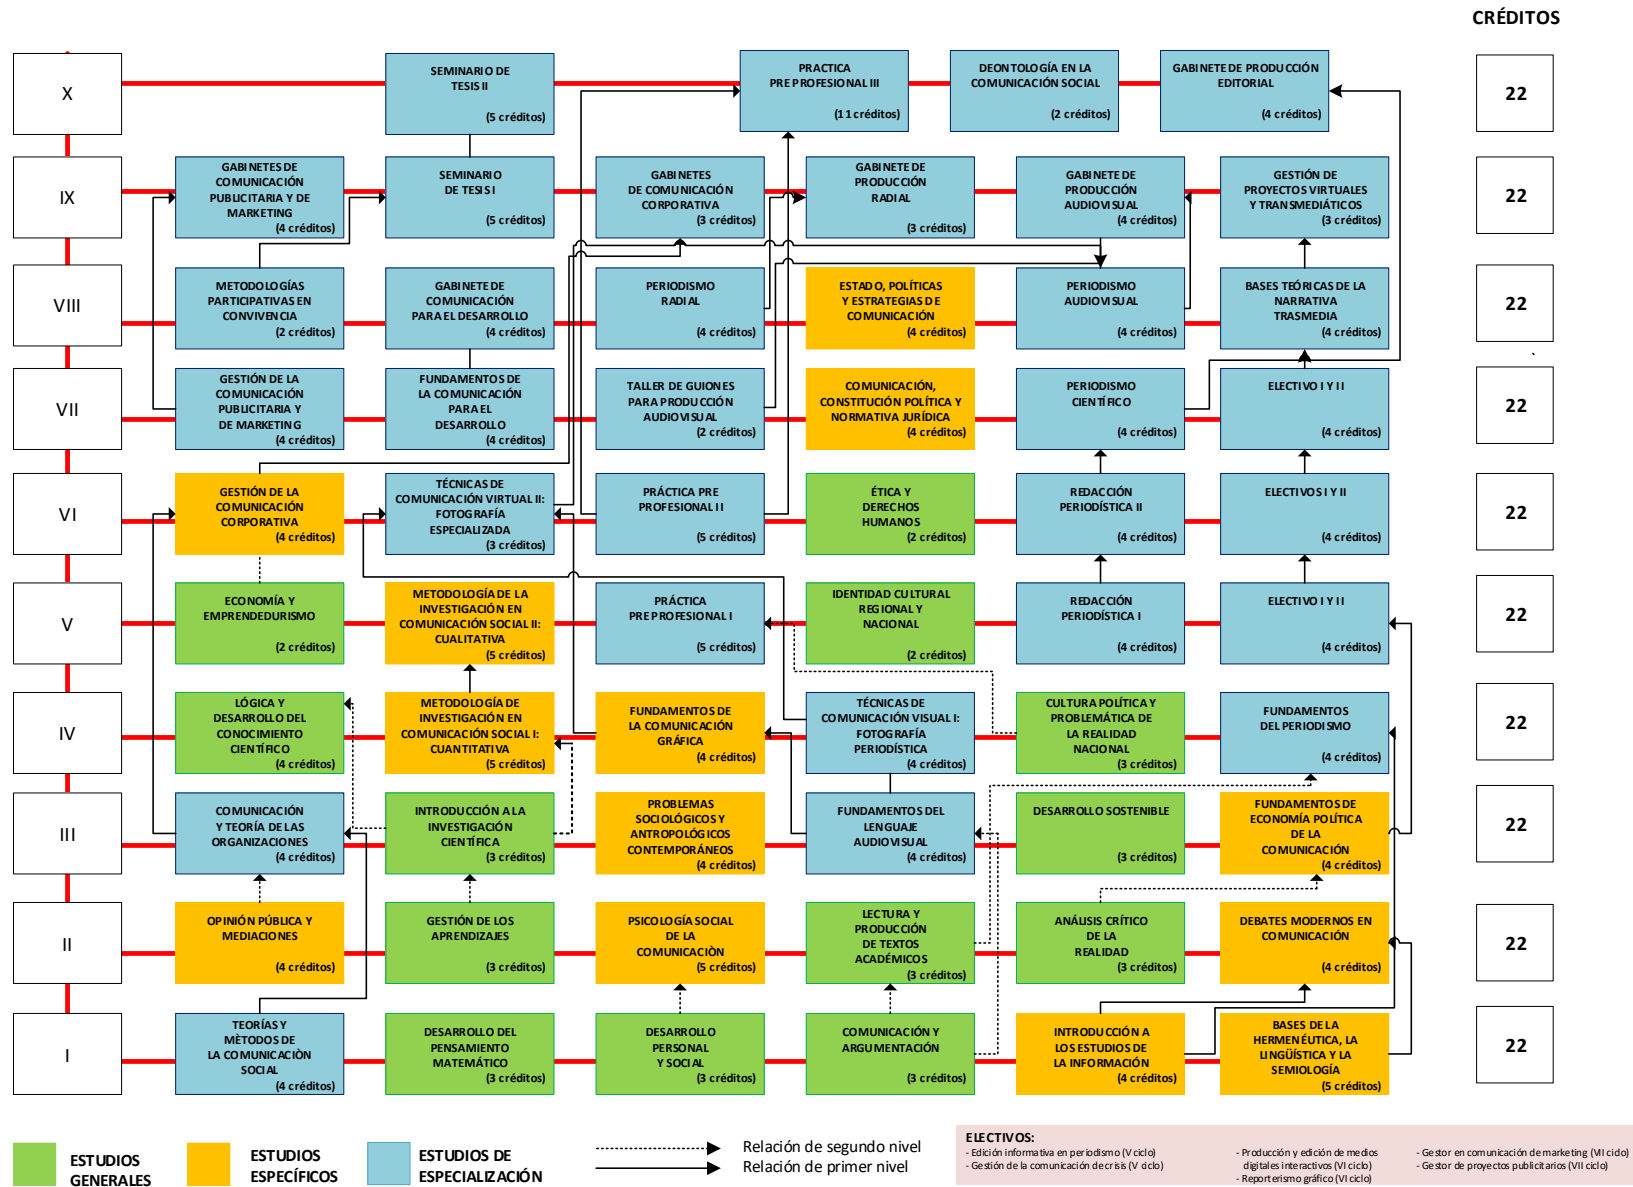 CRÉDITOS
X
SEMINARIO DE
TESIS II
(5 créditos)
PRACTICA
PRE PROFESIONAL III
(11 créditos)
DEONTOLOGÍA EN LA
COMUNICACIÓN SOCIAL
(2 créditos)
GABINETE DE PRODUCCIÓN
EDITORIAL
(4 créditos)
22
IX
GABINETES DE
COMUNICACIÓN
PUBLICITARIA Y DE
MARKETING
(4 créditos)
SEMINARIO
DE TESIS I
(5 créditos)
GABINETES
DE COMUNICACIÓN
CORPORATIVA
(3 créditos)
GABINETE DE
PRODUCCIÓN
RADIAL
(3 créditos)
GABINETE DE
PRODUCCIÓN
AUDIOVISUAL
(4 créditos)
GESTIÓN DE
PROYECTOS VIRTUALES
Y TRANSMEDIÁTICOS
(3 créditos)
22
VIII
METODOLOGÍAS
PARTICIPATIVAS EN
CONVIVENCIA
(2 créditos)
GABINETE DE
COMUNICACIÓN
PARA EL DESARROLLO
(4 créditos)
PERIODISMO
RADIAL
(4 créditos)
ESTADO, POLÍTICAS
Y ESTRATEGIAS DE
COMUNICACIÓN
(4 créditos)
PERIODISMO
AUDIOVISUAL
(4 créditos)
BASES TEÓRICAS DE LA
NARRATIVA
TRASMEDIA
(4 créditos)
22
VII
GESTIÓN DE LA
COMUNICACIÓN
PUBLICITARIA Y
DE MARKETING
(4 créditos)
FUNDAMENTOS DE
LA COMUNICACIÓN
PARA EL
DESARROLLO
(4 créditos)
TALLER DE GUIONES
PARA PRODUCCIÓN
AUDIOVISUAL
(2 créditos)
COMUNICACIÓN,
CONSTITUCIÓN POLÍTICA Y
NORMATIVA JURÍDICA
(4 créditos)
PERIODISMO
CIENTÍFICO
(4 créditos)
ELECTIVO I Y II
(4 créditos)
22
VI
GESTIÓN DE LA
COMUNICACIÓN
CORPORATIVA
(4 créditos)
TÉCNICAS DE
COMUNICACIÓN VIRTUAL II:
FOTOGRAFÍA
ESPECIALIZADA
(3 créditos)
PRÁCTICA PRE
PROFESIONAL II
(5 créditos)
ÉTICA Y
DERECHOS
HUMANOS
(2 créditos)
REDACCIÓN
PERIODÍSTICA II
(4 créditos)
ELECTIVOS I Y II
(4 créditos)
22
V
ECONOMÍA Y
EMPRENDEDURISMO
(2 créditos)
METODOLOGÍA DE LA
INVESTIGACIÓN EN
COMUNICACIÓN SOCIAL II:
CUALITATIVA
(5 créditos)
PRÁCTICA
PRE PROFESIONAL I
(5 créditos)
IDENTIDAD CULTURAL
REGIONAL Y
NACIONAL
(2 créditos)
REDACCIÓN
PERIODÍSTICA I
(4 créditos)
ELECTIVO I Y II
(4 créditos)
22
IV
LÓGICA Y
DESARROLLO DEL
CONOCIMIENTO
CIENTÍFICO
(4 créditos)
METODOLOGÍA DE
INVESTIGACIÓN EN
COMUNICACIÓN SOCIAL I:
CUANTITATIVA
(5 créditos)
FUNDAMENTOS DE
LA COMUNICACIÓN
GRÁFICA
(4 créditos)
TÉCNICAS DE
COMUNICACIÓN VISUAL I:
FOTOGRAFÍA
PERIODÍSTICA
(4 créditos)
CULTURA POLÍTICA Y
PROBLEMÁTICA DE
LA REALIDAD
NACIONAL
(3 créditos)
FUNDAMENTOS
DEL PERIODISMO
(4 créditos)
22
III
COMUNICACIÓN
Y TEORÍA DE LAS
ORGANIZACIONES
(4 créditos)
INTRODUCCIÓN A LA
INVESTIGACIÓN
CIENTÍFICA
(3 créditos)
PROBLEMAS
SOCIOLÓGICOS Y
ANTROPOLÓGICOS
CONTEMPORÁNEOS
(4 créditos)
FUNDAMENTOS DEL
LENGUAJE
AUDIOVISUAL
(4 créditos)
DESARROLLO SOSTENIBLE
(3 créditos)
FUNDAMENTOS DE
ECONOMÍA POLÍTICA
DE LA
COMUNICACIÓN
(4 créditos)
22
II
OPINIÓN PÚBLICA Y
MEDIACIONES
(4 créditos)
GESTIÓN DE LOS
APRENDIZAJES
(3 créditos)
PSICOLOGÍA SOCIAL
DE LA
COMUNICACIÒN
(5 créditos)
LECTURA Y
PRODUCCIÓN
DE TEXTOS
ACADÉMICOS
(3 créditos)
ANÁLISIS CRÍTICO
DE LA
REALIDAD
(3 créditos)
DEBATES MODERNOS EN
COMUNICACIÓN
(4 créditos)
22
I
TEORÍAS Y
MÈTODOS DE
LA COMUNICACIÒN
SOCIAL
(4 créditos)
DESARROLLO DEL
PENSAMIENTO
MATEMÁTICO
(3 créditos)
DESARROLLO
PERSONAL
Y SOCIAL
(3 créditos)
COMUNICACIÓN Y
ARGUMENTACIÓN
(3 créditos)
INTRODUCCIÓN A
LOS ESTUDIOS DE
LA INFORMACIÓN
(4 créditos)
BASES DE LA
HERMENÉUTICA, LA
LINGÜÍSTICA Y LA
SEMIOLOGÍA
(5 créditos)
22
ESTUDIOS
GENERALES
ESTUDIOS
ESPECÍFICOS
ESTUDIOS DE
ESPECIALIZACIÓN
Relación de segundo nivel
Relación de primer nivel
ELECTIVOS:
- Edición informativa en periodismo (V ciclo)
- Gestión de la comunicación de crisis (V ciclo)
- Producción y edición de medios
digitales interactivos (VI ciclo)
- Reporterismo gráfico (VI ciclo)
- Gestor en comunicación de marketing (VII ciclo)
- Gestor de proyectos publicitarios (VII ciclo)